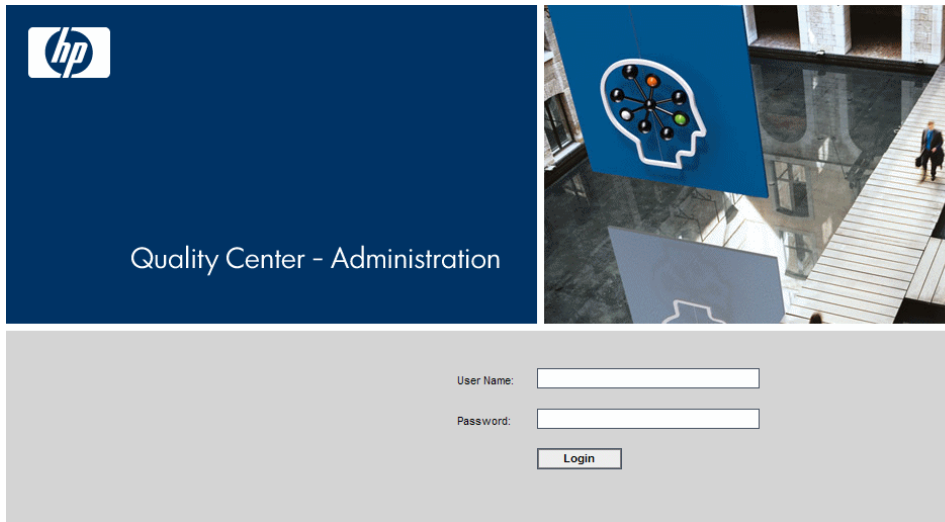 hp
Quality Center – Administration
User Name:
Password:
Login